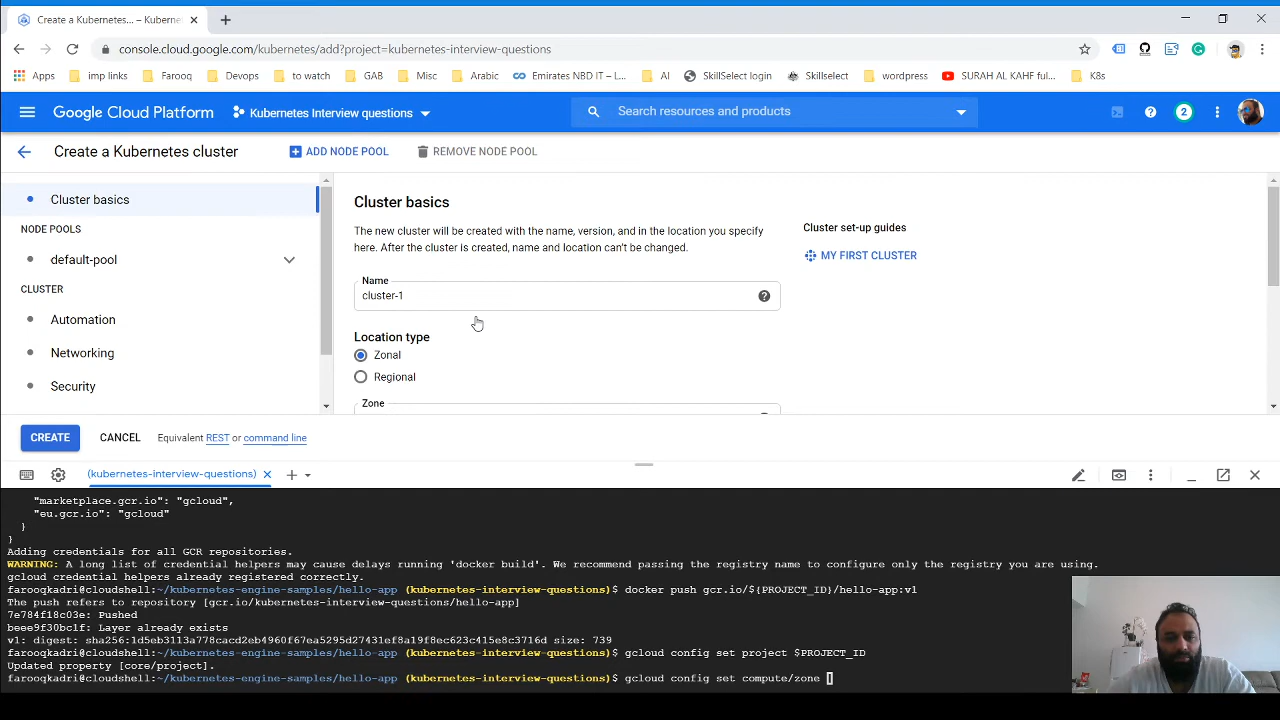 Create a Kubernetes... – Kuberne
console.cloud.google.com/kubernetes/add?project=kubernetes-interview-questions
Apps
imp links
Farooq
Devops
to watch
GAB
Misc
Arabic
Emirates NBD IT – L...
AI
SkillSelect login
Skillselect
wordpress
SURAH AL KAHF ful...
K8s
Google Cloud Platform
Kubernetes Interview questions
Search resources and products
2
Create a Kubernetes cluster
ADD NODE POOL
REMOVE NODE POOL
Cluster basics
NODE POOLS
default-pool
CLUSTER
Automation
Networking
Security
Cluster basics
The new cluster will be created with the name, version, and in the location you specify
here. After the cluster is created, name and location can't be changed.
Name
cluster-1
Location type
Zonal
Regional
Zone
Cluster set-up guides
MY FIRST CLUSTER
CREATE
CANCEL
Equivalent REST or command line
(kubernetes-interview-questions)
"marketplace.gcr.io": "gcloud",
"eu.gcr.io": "gcloud"
}
}
Adding credentials for all GCR repositories.
WARNING: A long list of credential helpers may cause delays running 'docker build'. We recommend passing the registry name to configure only the registry you are using.
gcloud credential helpers already registered correctly.
farooqkadri@cloudshell:~/kubernetes-engine-samples/hello-app (kubernetes-interview-questions)$ docker push gcr.io/${PROJECT_ID}/hello-app:v1
The push refers to repository [gcr.io/kubernetes-interview-questions/hello-app]
7e784f18c03e: Pushed
beee9f30bc1f: Layer already exists
v1: digest: sha256:1d5eb3113a778cacd2eb4960f67ea5295d27431ef8a19f8ec623c415e8c3716d size: 739
farooqkadri@cloudshell:~/kubernetes-engine-samples/hello-app (kubernetes-interview-questions)$ gcloud config set project $PROJECT_ID
Updated property [core/project].
farooqkadri@cloudshell:~/kubernetes-engine-samples/hello-app (kubernetes-interview-questions)$ gcloud config set compute/zone